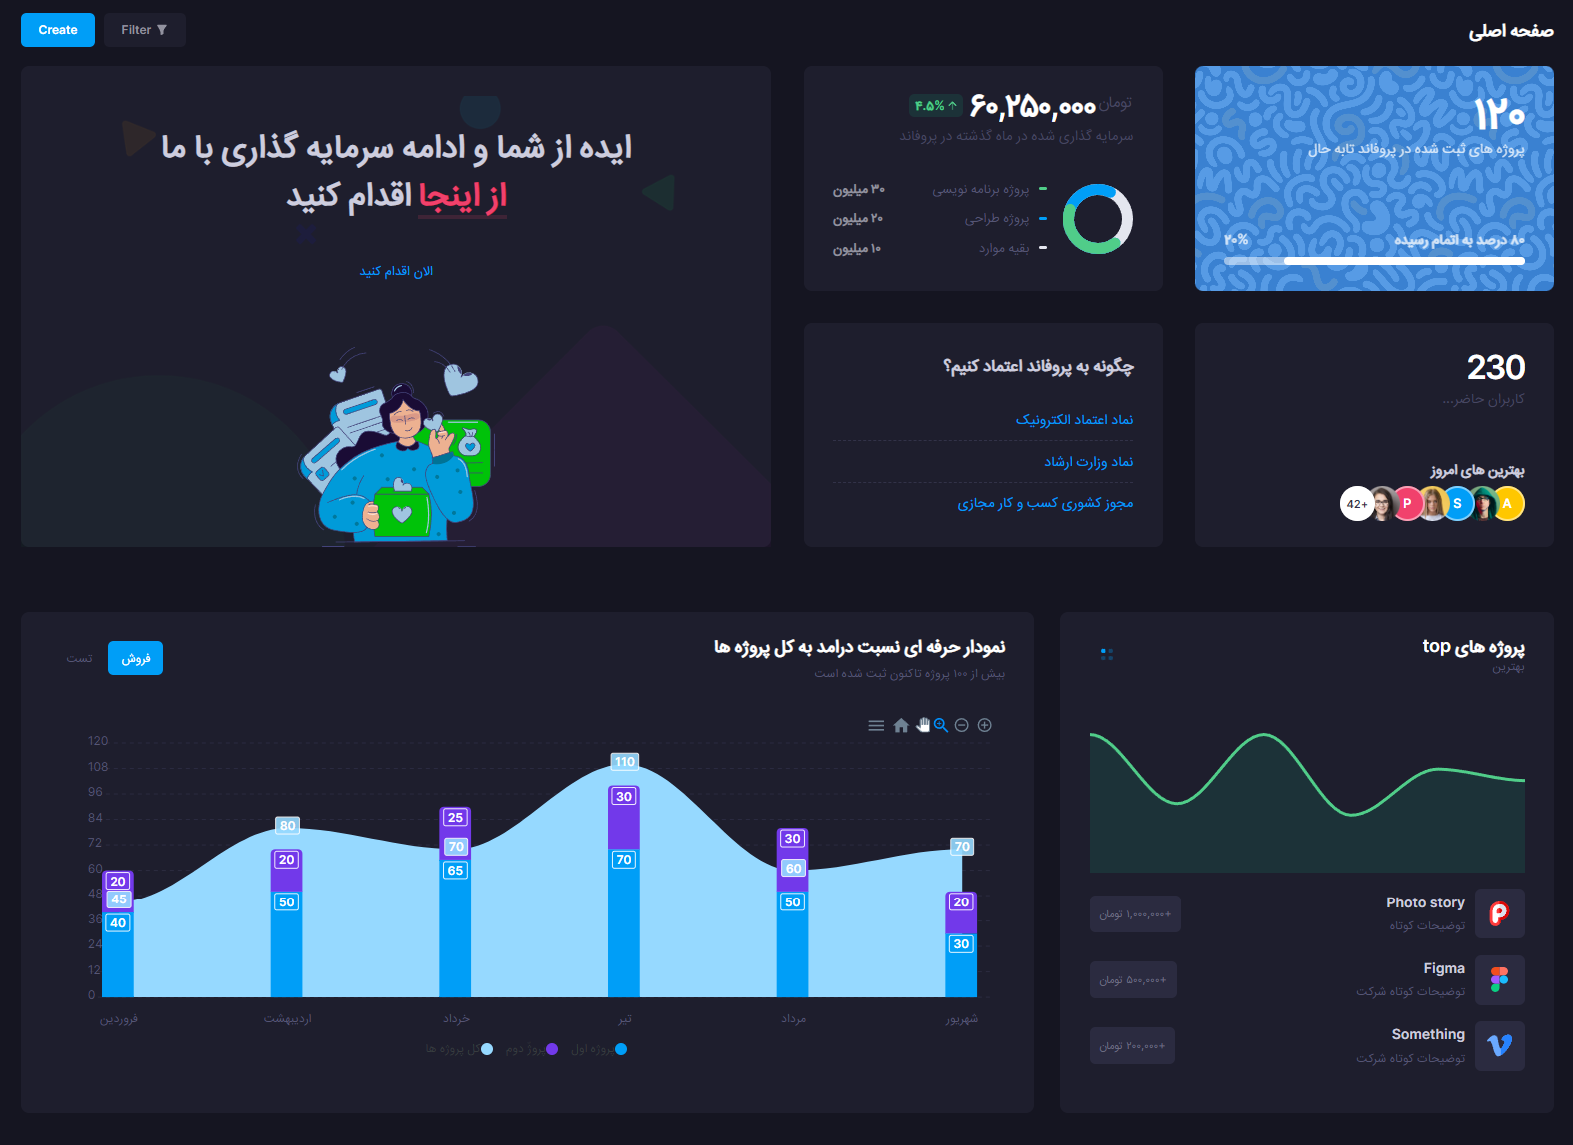 صفحه اصلی
Filter
Create
۱۲۰
پروژه های ثبت شده در پروفاند تابه حال
۸۰ درصد به اتمام رسیده
۲۰%
تومان ۶۰,۲۵۰,۰۰۰ ۴.۵%
سرمایه گذاری شده در ماه گذشته در پروفاند
پروژه برنامه نویسی ۳۰ میلیون
پروژه طراحی ۲۰ میلیون
بقیه موارد ۱۰ میلیون
ایده از شما و ادامه سرمایه گذاری با ما
از اینجا اقدام کنید
الان اقدام کنید
230
کاربران حاضر...
بهترین های امروز
A
S
P
42+
چگونه به پروفاند اعتماد کنیم؟
نماد اعتماد الکترونیک
نماد وزارت ارشاد
مجوز کشوری کسب و کار مجازی
پروژه های top
بهترین
Photo story
توضیحات کوتاه
+۱,۰۰۰,۰۰۰ تومان
Figma
توضیحات کوتاه شرکت
+۵۰۰,۰۰۰ تومان
Something
توضیحات کوتاه شرکت
+۲۰۰,۰۰۰ تومان
نمودار حرفه ای نسبت درامد به کل پروژه ها
بیش از ۱۰۰ پروژه تاکنون ثبت شده است
فروش
تست
120
108
96
84
72
60
48
36
24
12
0
20
45
40
80
20
50
25
70
65
110
30
70
30
60
50
70
20
30
فروردین
اردیبهشت
خرداد
تیر
مرداد
شهریور
پروژه اول
پروژ دوم
کل پروژه ها